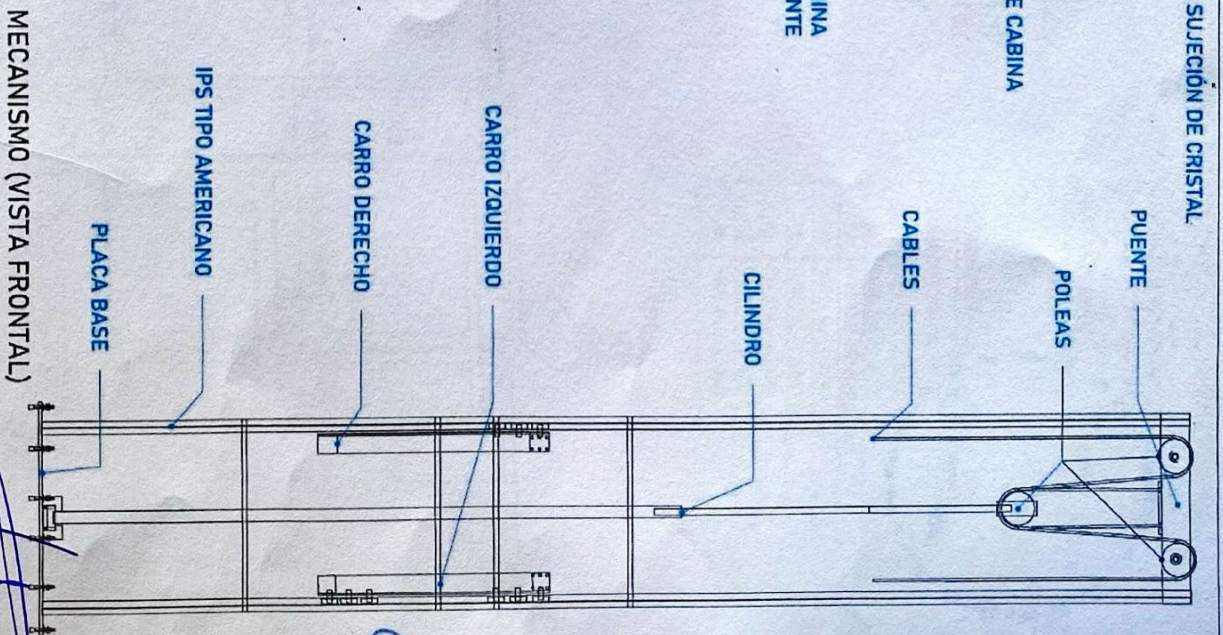 SUJECIÓN DE CRISTAL
E CABINA
INA
NTE
PUENTE
POLEAS
CABLES
CILINDRO
CARRO IZQUIERDO
CARRO DERECHO
IPS TIPO AMERICANO
PLACA BASE
MECANISMO (VISTA FRONTAL)